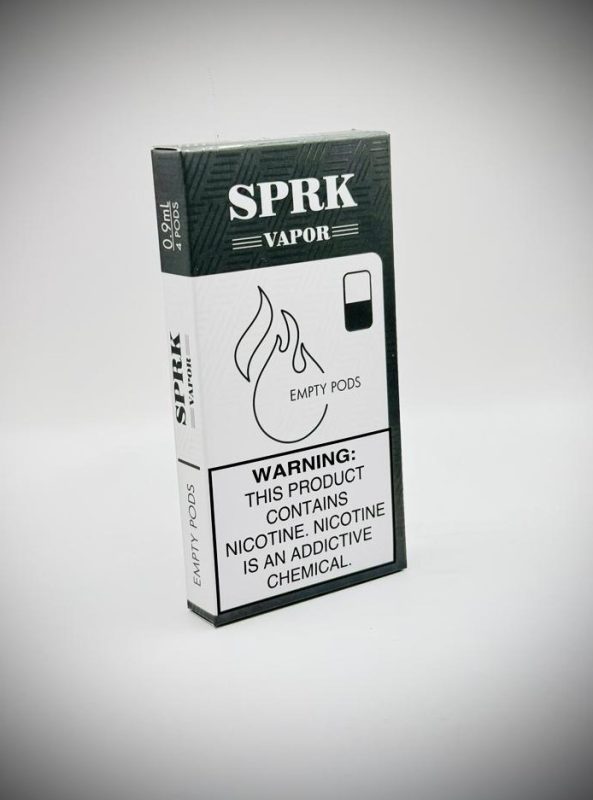 SPRK
VAPOR
EMPTY PODS
WARNING:
THIS PRODUCT
CONTAINS
NICOTINE. NICOTINE
IS AN ADDICTIVE
CHEMICAL.
0.9mL
4 PODS
SPRK
VAPOR
EMPTY PODS